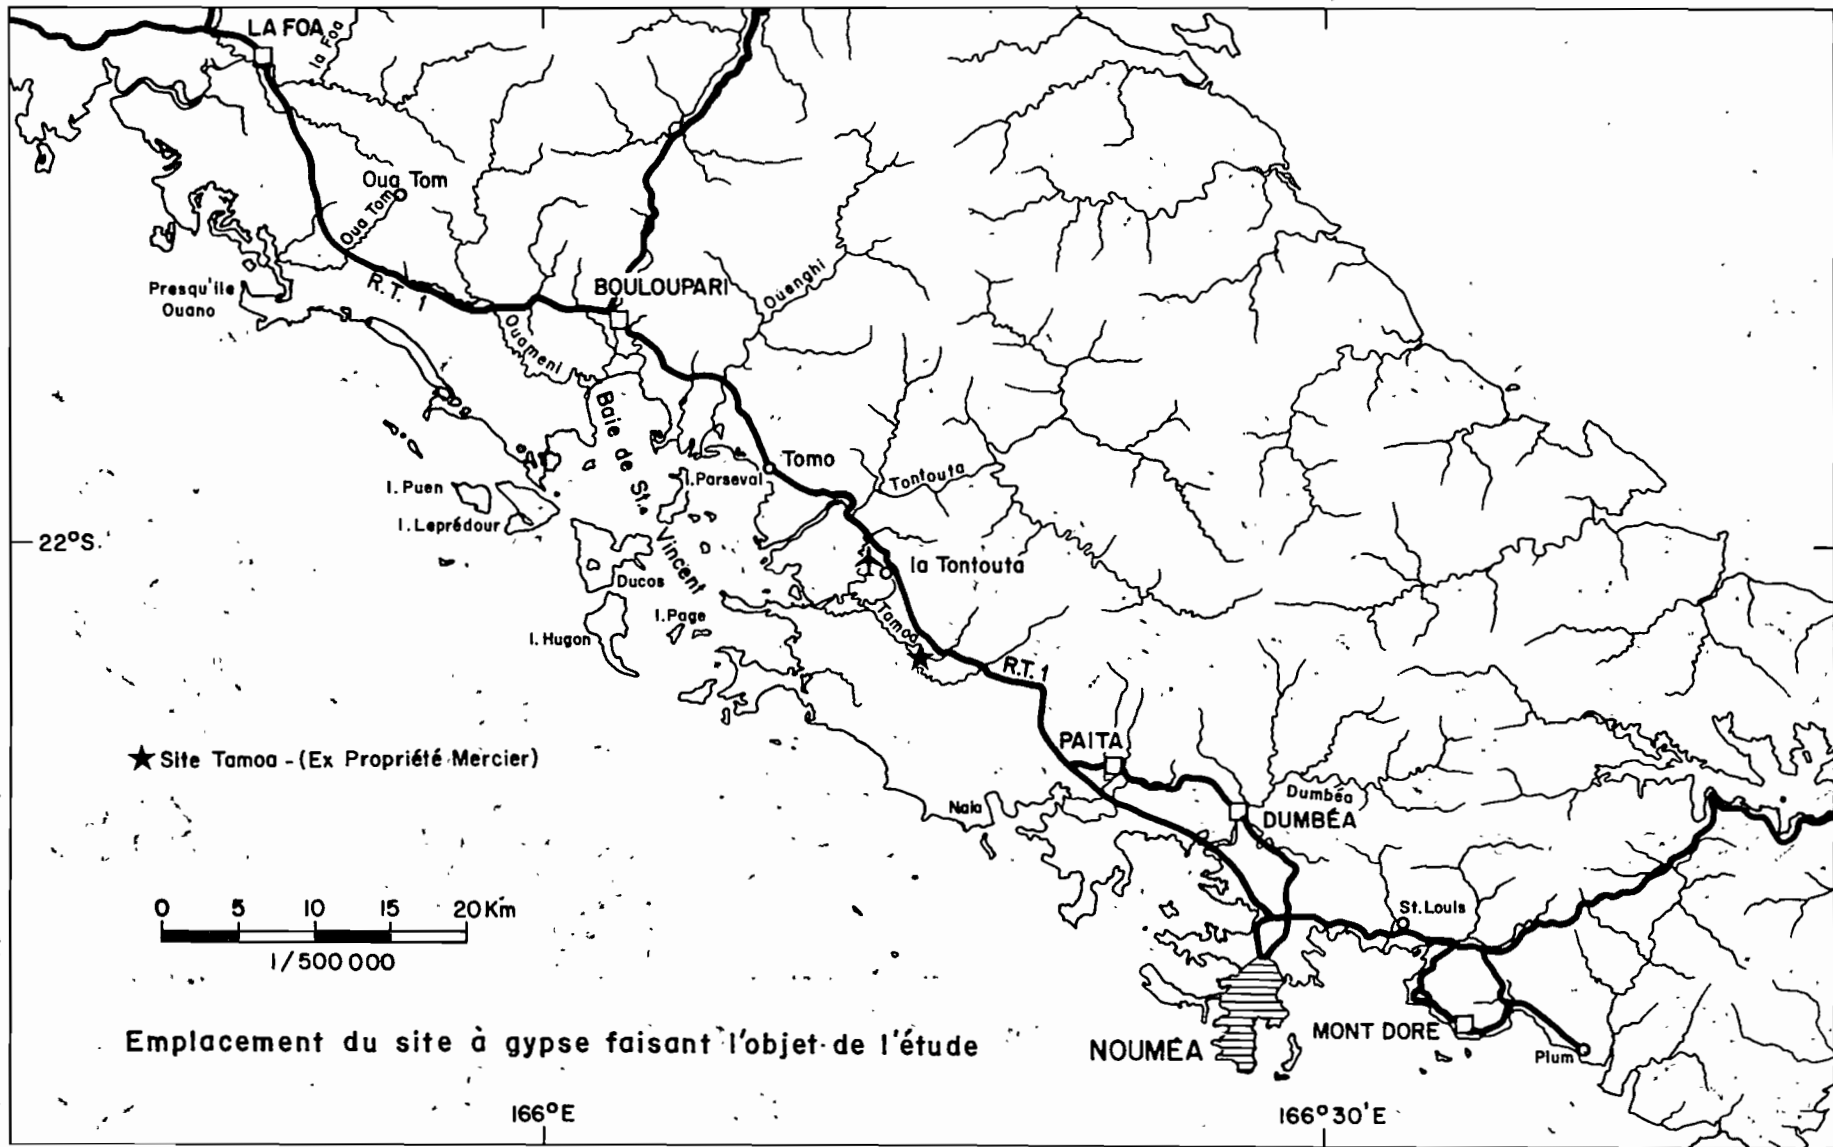 LA FOA
la Foa
Oua Tom
Oua Tom
Presqu'ile
Ouano
R.T. 1
BOULOUPARI
Ouenghi
Ouameni
Baie de St. Vincent
Tomo
I. Parseval
Tontouta
I. Puen
I. Leprédour
22°S
la Tontouta
Ducos
Tamoa
I. Page
I. Hugon
R.T. 1
PAITA
★ Site Tamoa - (Ex Propriété Mercier)
Naia
Dumbéa
DUMBÉA
0 5 10 15 20 Km
1/500 000
St. Louis
Emplacement du site à gypse faisant l'objet de l'étude
NOUMÉA
MONT DORE
Plum
166°E
166°30'E